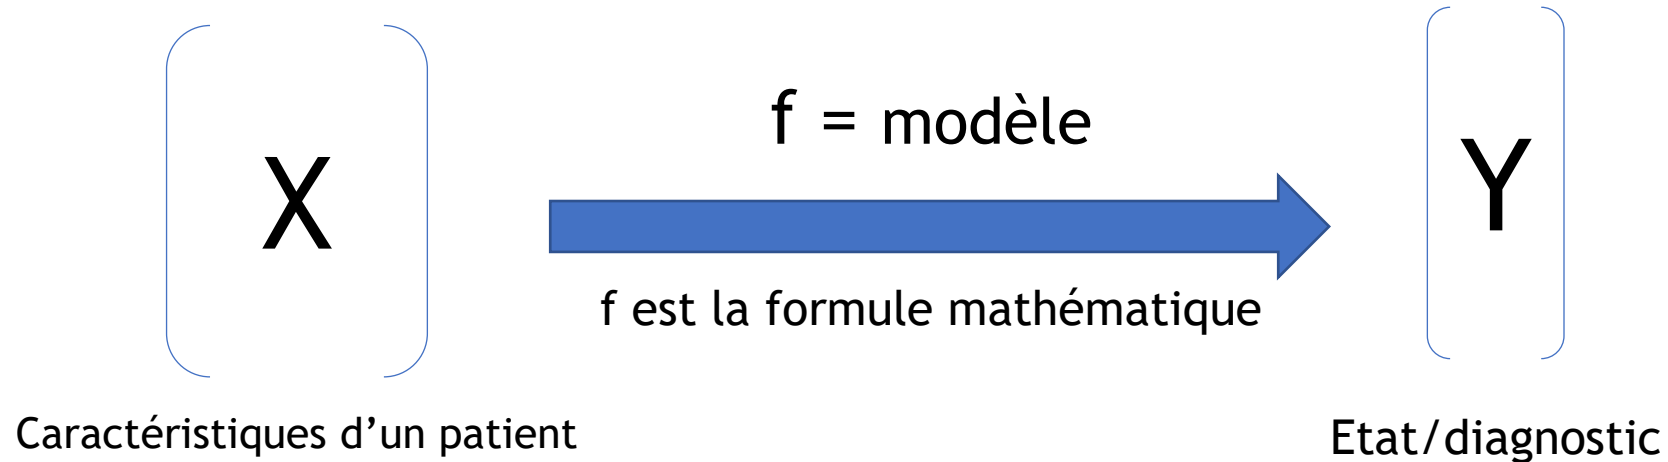 X
f = modèle
f est la formule mathématique
Y
Caractéristiques d'un patient
Etat/diagnostic